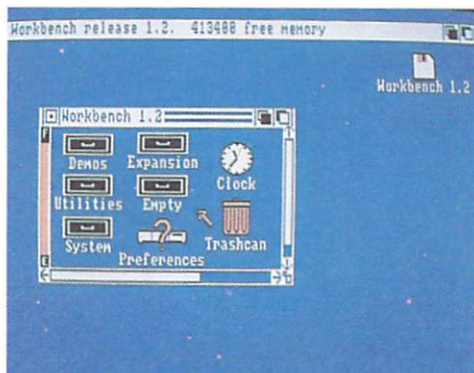 Workbench release 1.2. 413488 free memory
Workbench 1.2
Workbench 1.2
F
Demos
Expansion
Clock
Utilities
Empty
System
Preferences
Trashcan
E